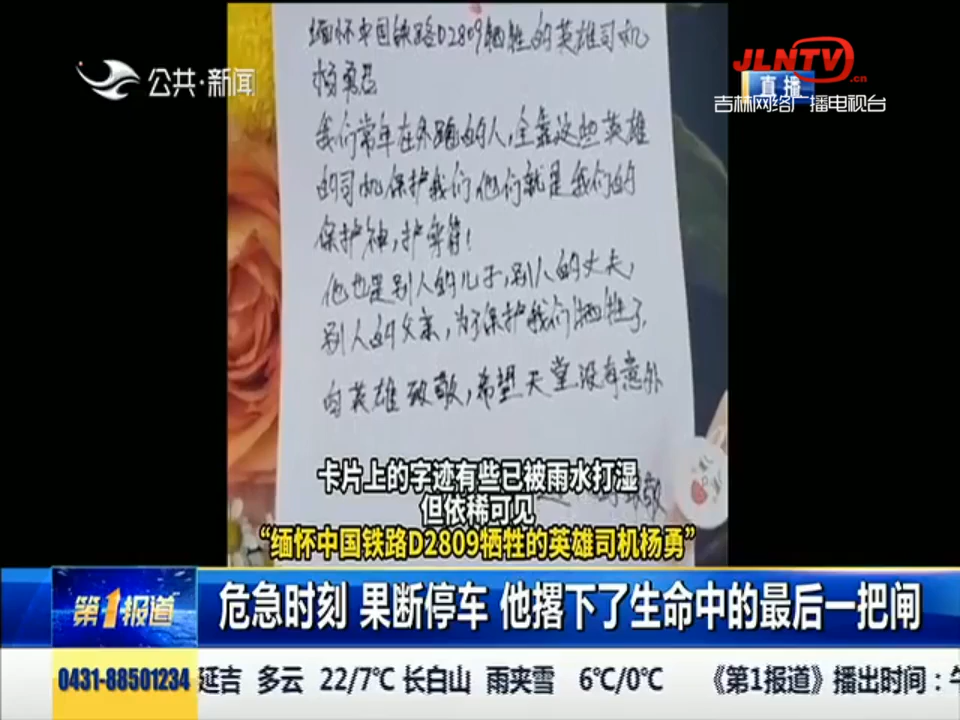 公共·新闻
JLNTV.cn
直播
吉林网络广播电视台
缅怀中国铁路D2809牺牲的英雄司机
杨勇君
我们常年在外跑的人，全靠这些英雄
的司机保护我们，他们就是我们的
保护神，护身符！
他也是别人的儿子，别人的丈夫，
别人的父亲，为了保护我们牺牲了，
向英雄致敬，希望天堂没有意外
致敬
卡片上的字迹有些已被雨水打湿
但依稀可见
“缅怀中国铁路D2809牺牲的英雄司机杨勇”
第1报道
危急时刻 果断停车 他撂下了生命中的最后一把闸
0431-88501234
延吉 多云 22/7℃ 长白山 雨夹雪 6℃/0℃ 《第1报道》播出时间：午